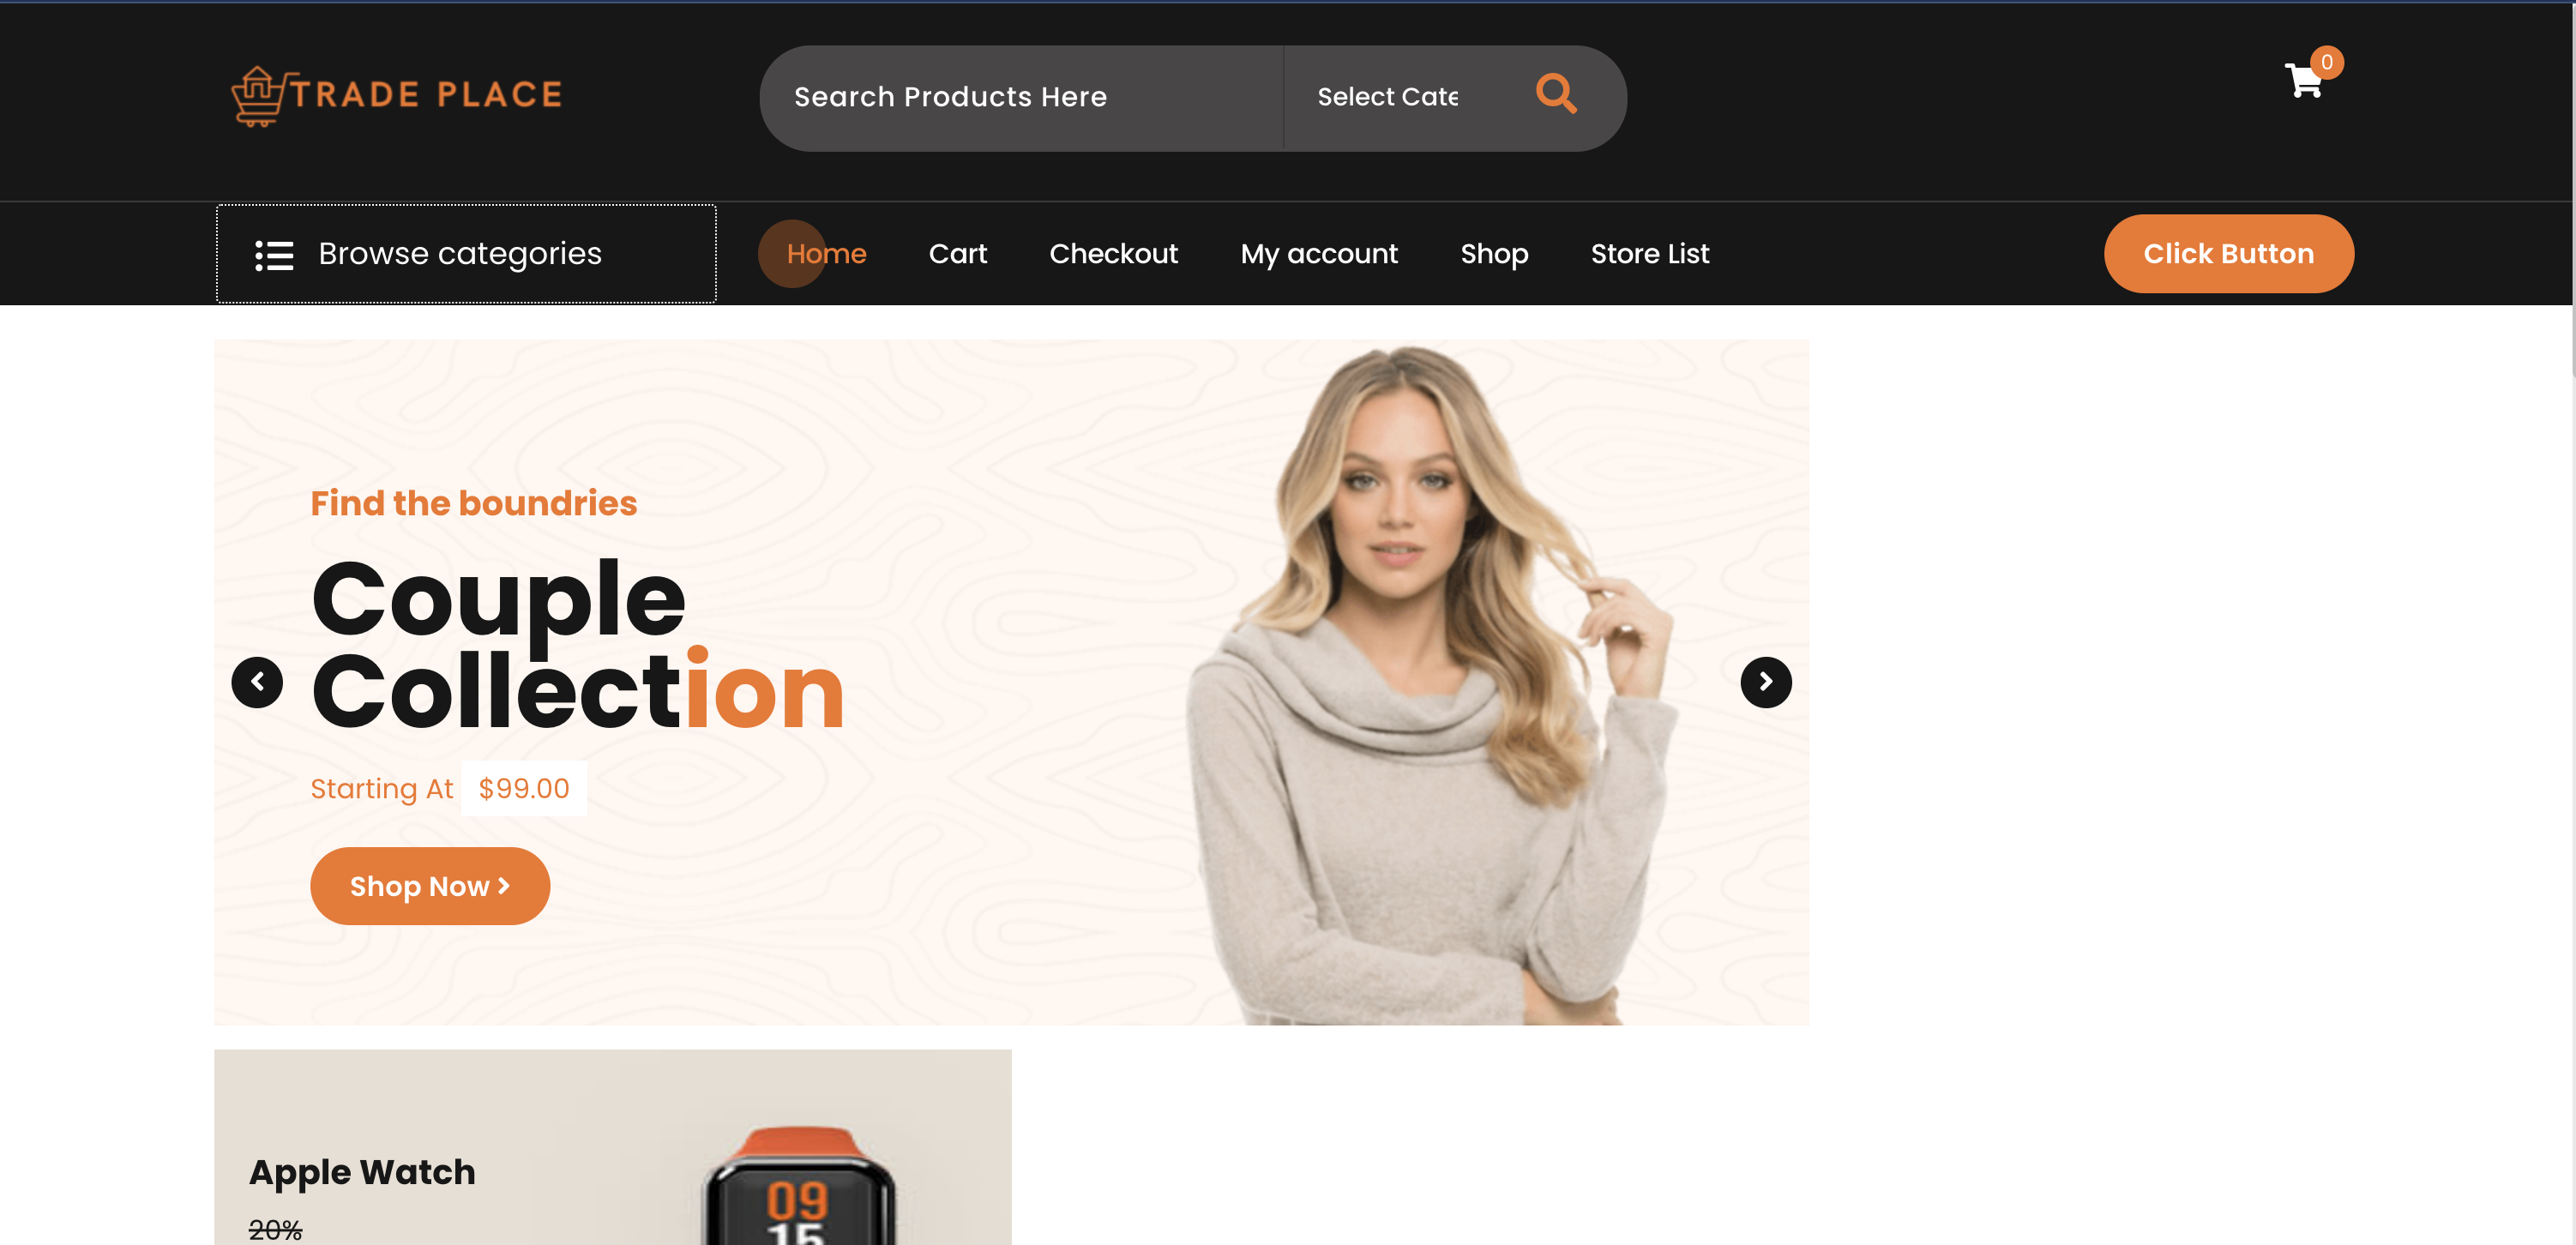 TRADE PLACE
Search Products Here
Select Cate
0
Browse categories
Home Cart Checkout My account Shop Store List
Click Button
Find the boundries
Couple
Collection
Starting At $99.00
Shop Now
Apple Watch
20%
09
15